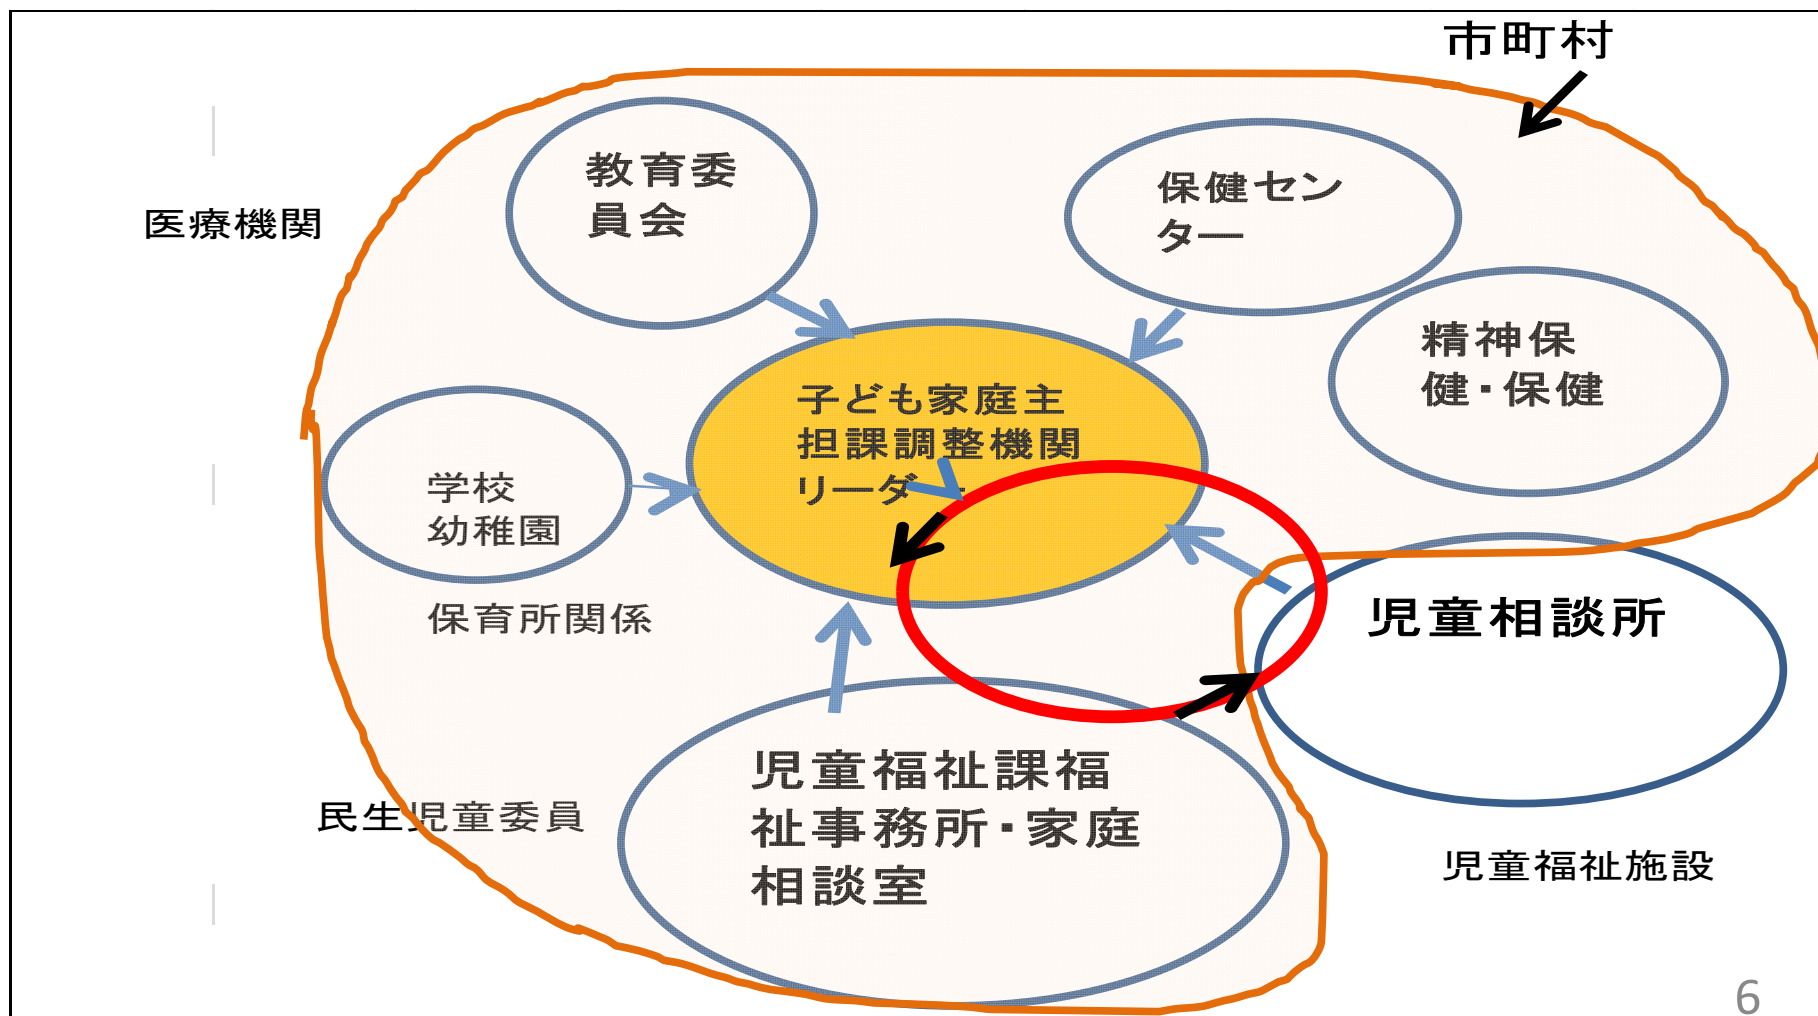 市町村
教育委
員会
保健セン
ター
医療機関
精神保
健・保健
子ども家庭主
担課調整機関
リーダー
学校
幼稚園
保育所関係
児童相談所
児童福祉課福
祉事務所・家庭
相談室
民生児童委員
児童福祉施設
6